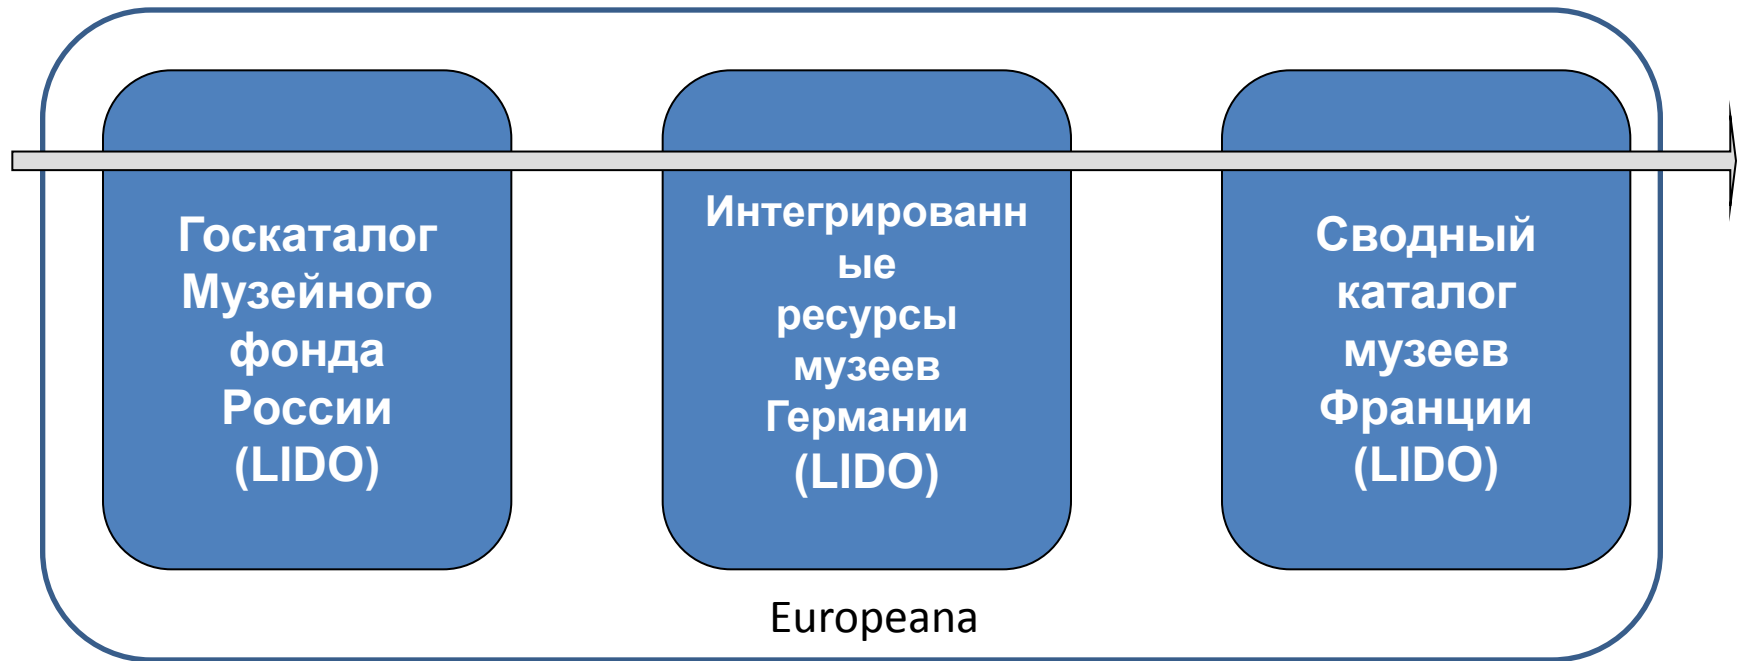 Госкаталог
Музейного
фонда
России
(LIDO)
Интегрированн
ые
ресурсы
музеев
Германии
(LIDO)
Сводный
каталог
музеев
Франции
(LIDO)
Europeana